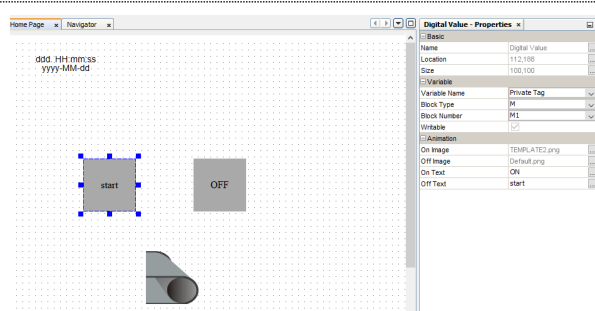 Home Page x Navigator x
ddd. HH:mm:ss
yyyy-MM-dd
start
OFF
Digital Value - Properties x
Basic
Name Digital Value ...
Location 112,188 ...
Size 100,100 ...
Variable
Variable Name Private Tag
Block Type M
Block Number M1
Writable
Animation
On Image TEMPLATE2.png ...
Off Image Default.png ...
On Text ON ...
Off Text start ...